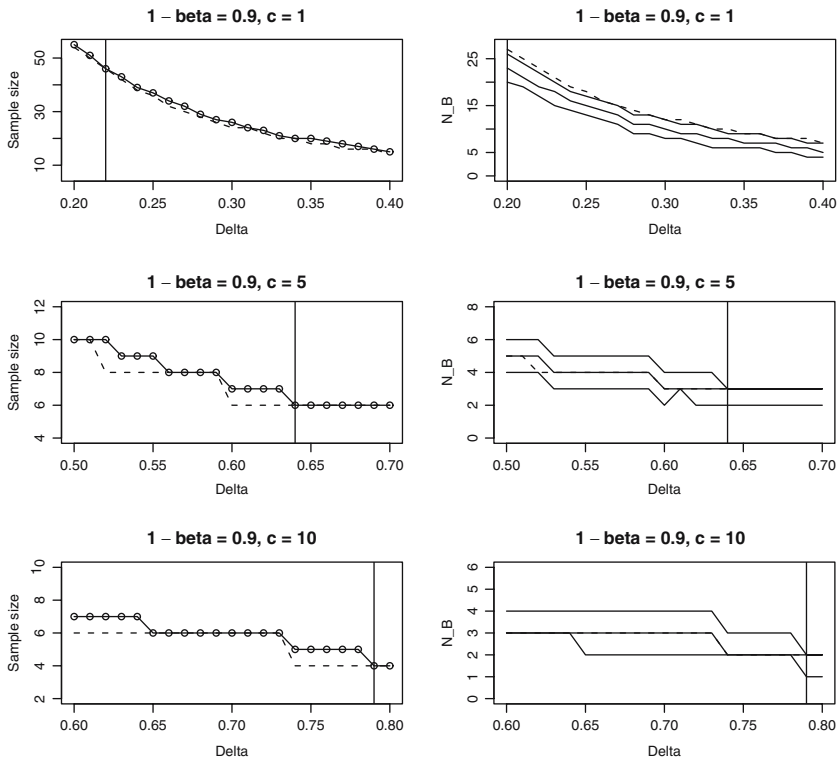 1 – beta = 0.9, c = 1
Sample size
50
30
10
0.20 0.25 0.30 0.35 0.40
Delta
1 – beta = 0.9, c = 1
N_B
25
15
5
0
0.20 0.25 0.30 0.35 0.40
Delta
1 – beta = 0.9, c = 5
Sample size
12
10
8
6
4
0.50 0.55 0.60 0.65 0.70
Delta
1 – beta = 0.9, c = 5
N_B
8
6
4
2
0
0.50 0.55 0.60 0.65 0.70
Delta
1 – beta = 0.9, c = 10
Sample size
10
8
6
4
2
0.60 0.65 0.70 0.75 0.80
Delta
1 – beta = 0.9, c = 10
N_B
6
5
4
3
2
1
0
0.60 0.65 0.70 0.75 0.80
Delta